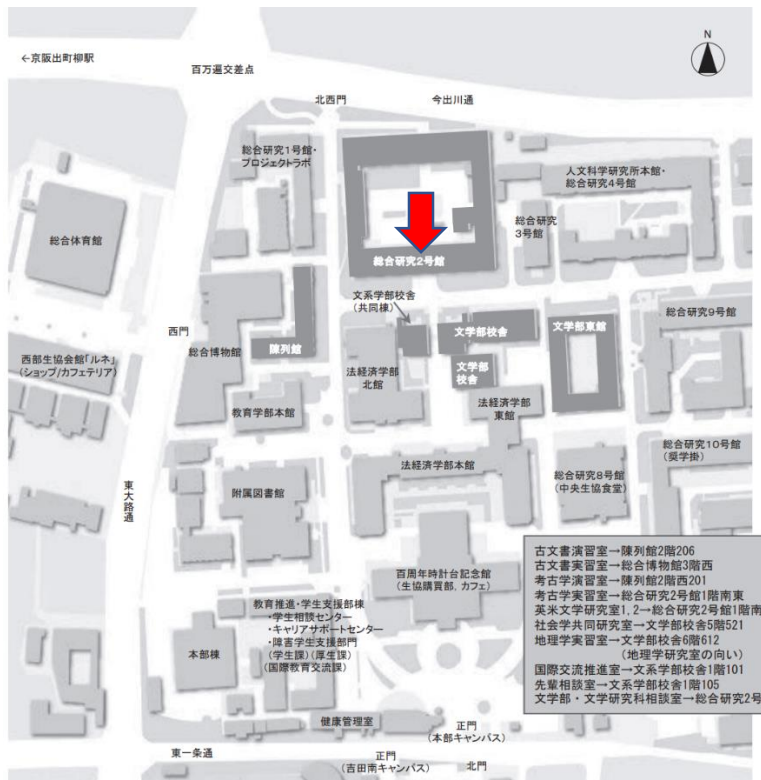 N
←京阪出町柳駅
百万遍交差点
北西門
今出川通
総合研究1号館・
プロジェクトラボ
人文科学研究所本館・
総合研究4号館
総合研究
3号館
総合体育館
総合研究2号館
文系学部校舎
(共同棟)
西門
総合博物館
陳列館
文学部校舎
文学部東館
総合研究9号館
西部生協会館「ルネ」
(ショップ/カフェテリア)
法経済学部
北館
文学部
校舎
教育学部本館
法経済学部
東館
東大路通
附属図書館
法経済学部本館
総合研究8号館
(中央生協食堂)
総合研究10号館
(奨学掛)
百周年時計台記念館
(生協購買部、カフェ)
教育推進・学生支援部棟
・学生相談センター
・キャリアサポートセンター
・障害学生支援部門
(学生課)(厚生課)
(国際教育交流課)
本部棟
古文書演習室→陳列館2階206
古文書実習室→総合博物館3階西
考古学演習室→陳列館2階西201
考古学実習室→総合研究2号館1階南東
英米文学研究室1，2→総合研究2号館1階南
社会学共同研究室→文学部校舎5階521
地理学実習室→文学部校舎6階612
(地理学研究室の向い)
国際交流推進室→文系学部校舎1階101
先輩相談室→文系学部校舎1階105
文学部・文学研究科相談室→総合研究2号
健康管理室
正門
(本部キャンパス)
東一条通
正門
(吉田南キャンパス)
北門